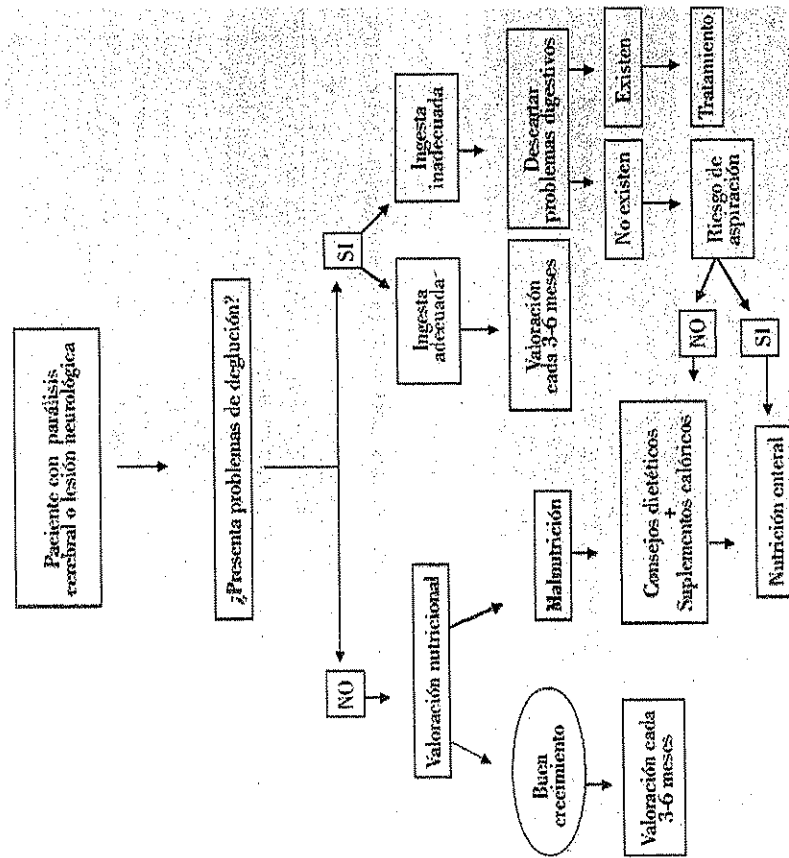 Paciente con parálisis
cerebral o lesión neurológica
¿Presenta problemas de deglución?
NO
SI
Valoración nutricional
Ingesta
adecuada
Ingesta
inadecuada
Buen
crecimiento
Malnutrición
Valoración
cada 3-6 meses
Descartar
problemas digestivos
Valoración cada
3-6 meses
Consejos dietéticos
+
Suplementos calóricos
No existen
Existen
NO
Riesgo de
aspiración
Tratamiento
SI
Nutrición enteral